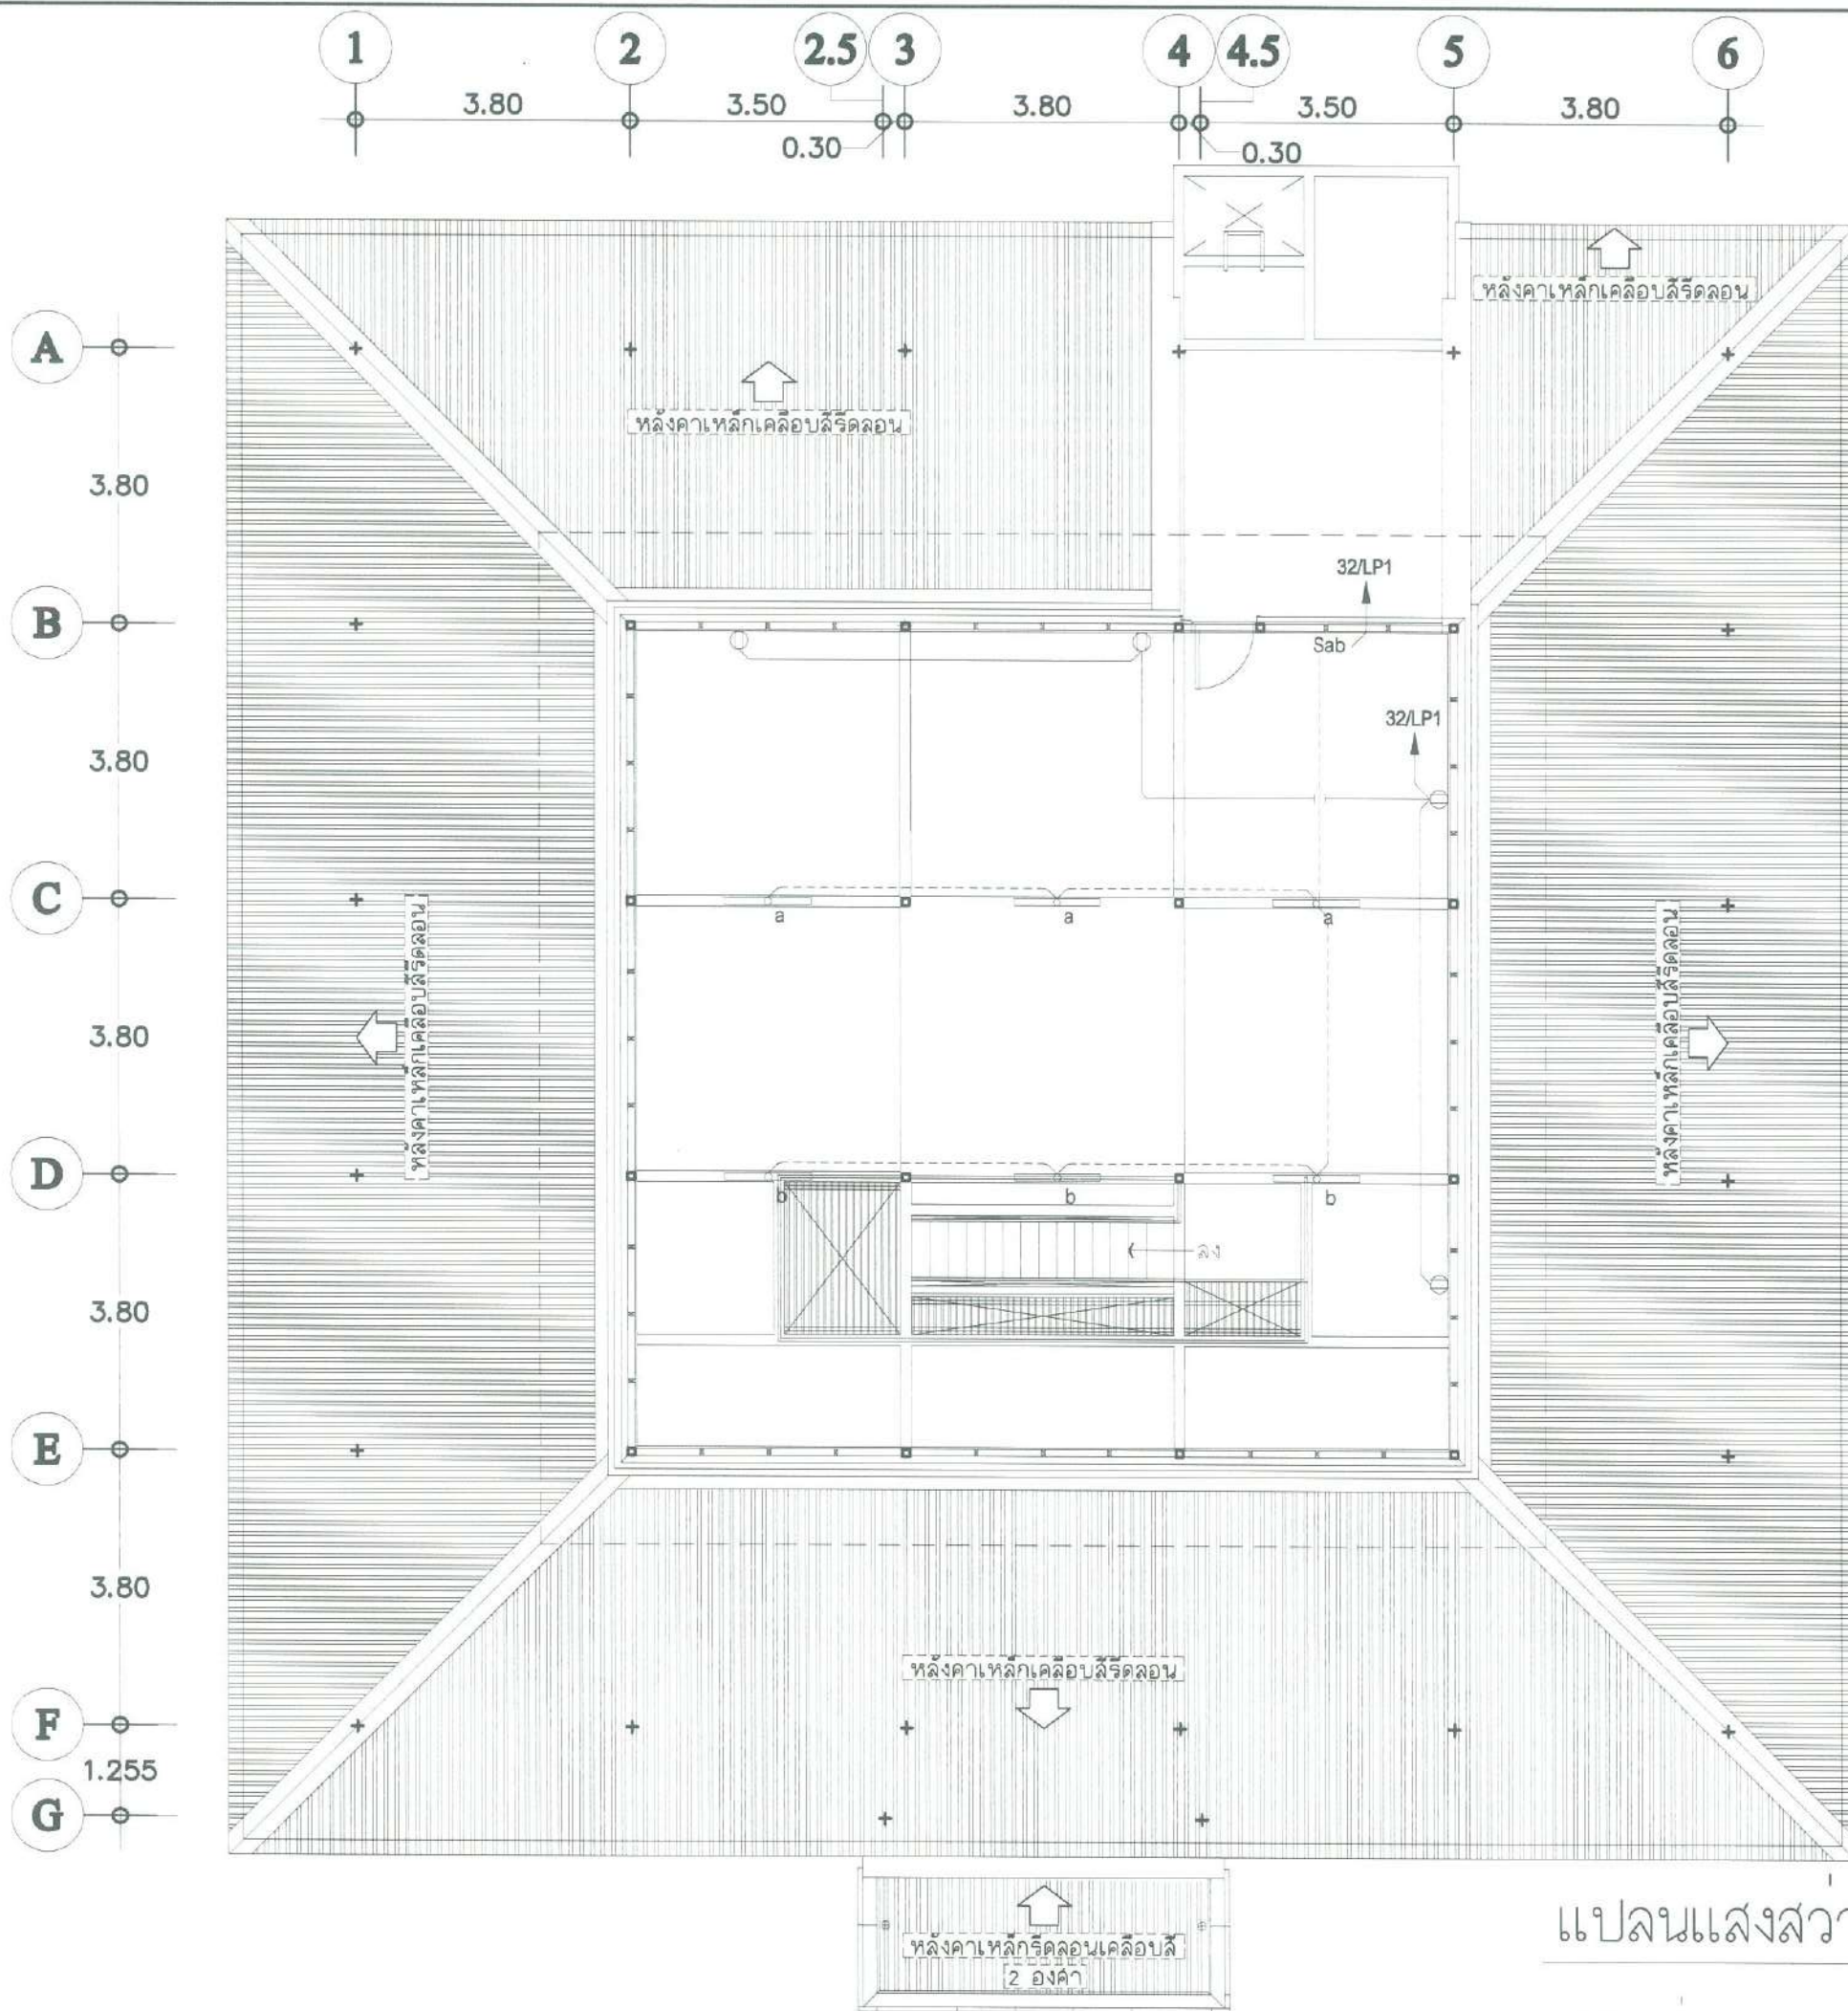 1 2 2.5 3 4 4.5 5 6
3.80 3.50 3.80 3.50 3.80
0.30 0.30
หลังคาเหล็กเคลือบสีรีดลอน
A
หลังคาเหล็กเคลือบสีรีดลอน
3.80
32/LP1
B
Sab
32/LP1
3.80
C
a a a
หลังคาเหล็กเคลือบสีรีดลอน
หลังคาเหล็กเคลือบสีรีดลอน
3.80
D
b b b
ลง
3.80
E
3.80
หลังคาเหล็กเคลือบสีรีดลอน
F
1.255
G
แปลนแสงสว
หลังคาเหล็กรีดลอนเคลือบสี
2 องศา